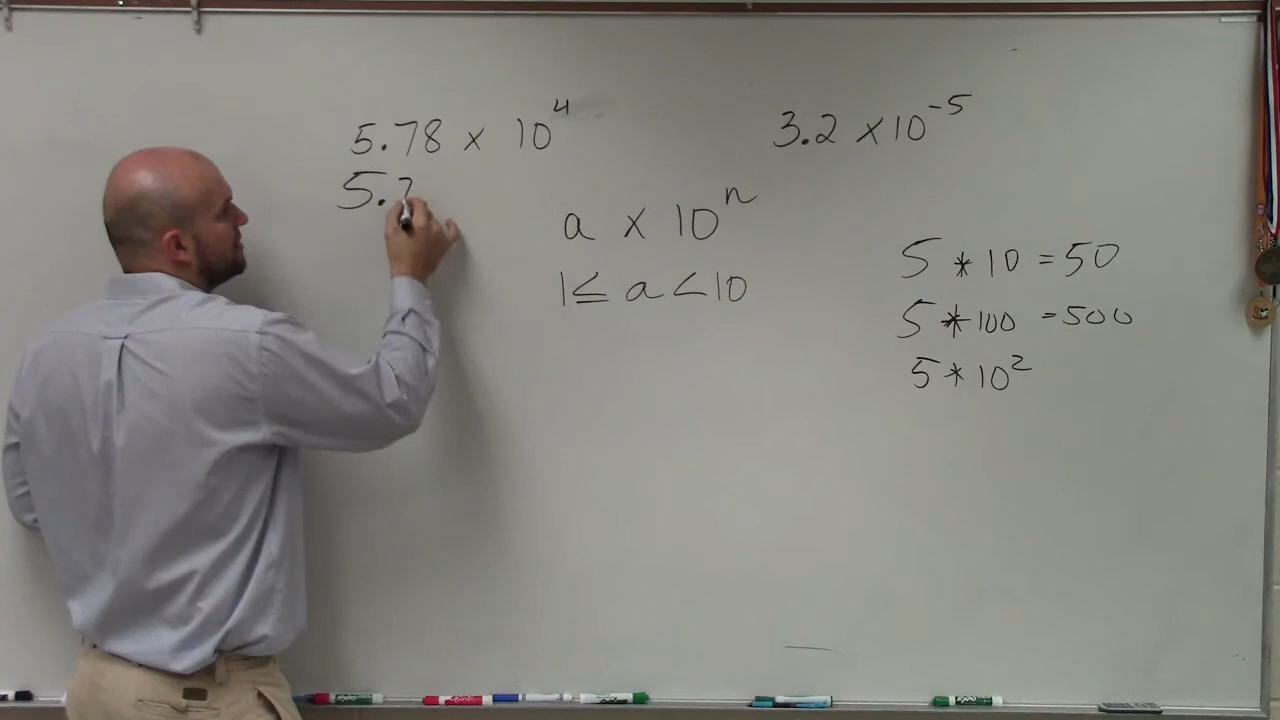 5.78 x 10^4
5.7
a x 10^n
1≤ a <10
3.2 x 10^-5
5 * 10 = 50
5 * 100 = 500
5 * 10^2